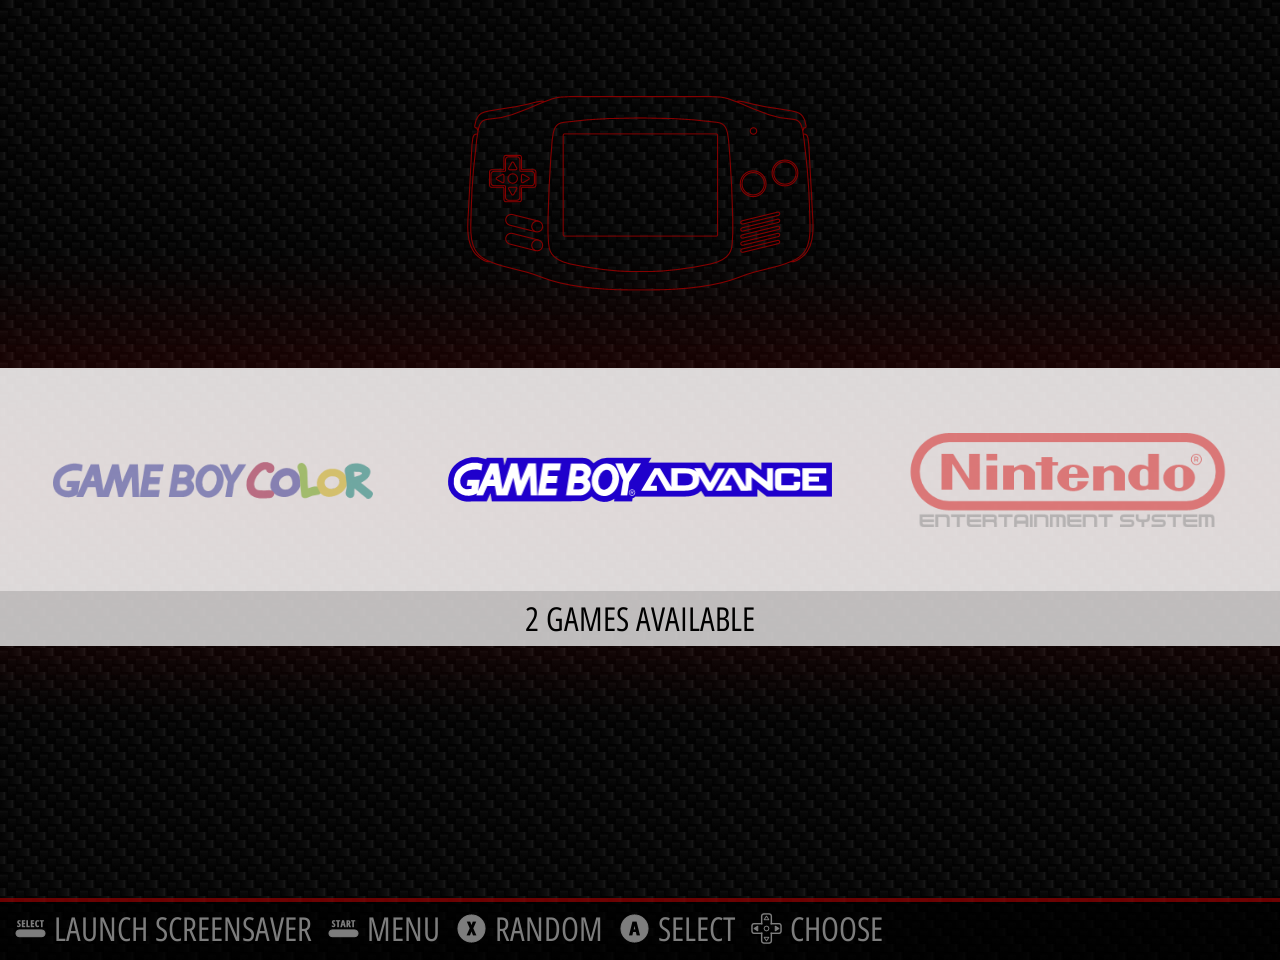 GAME BOY COLOR
GAME BOY ADVANCE®
Nintendo®
ENTERTAINMENT SYSTEM
2 GAMES AVAILABLE
SELECT LAUNCH SCREENSAVER START MENU X RANDOM A SELECT CHOOSE